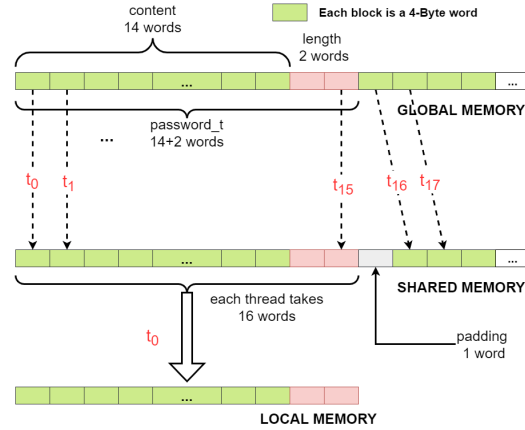 content
14 words
Each block is a 4-Byte word
length
2 words
...
...
GLOBAL MEMORY
password_t
14+2 words
...
t0
t1
t15
t16
t17
...
...
SHARED MEMORY
each thread takes
16 words
padding
1 word
t0
...
LOCAL MEMORY